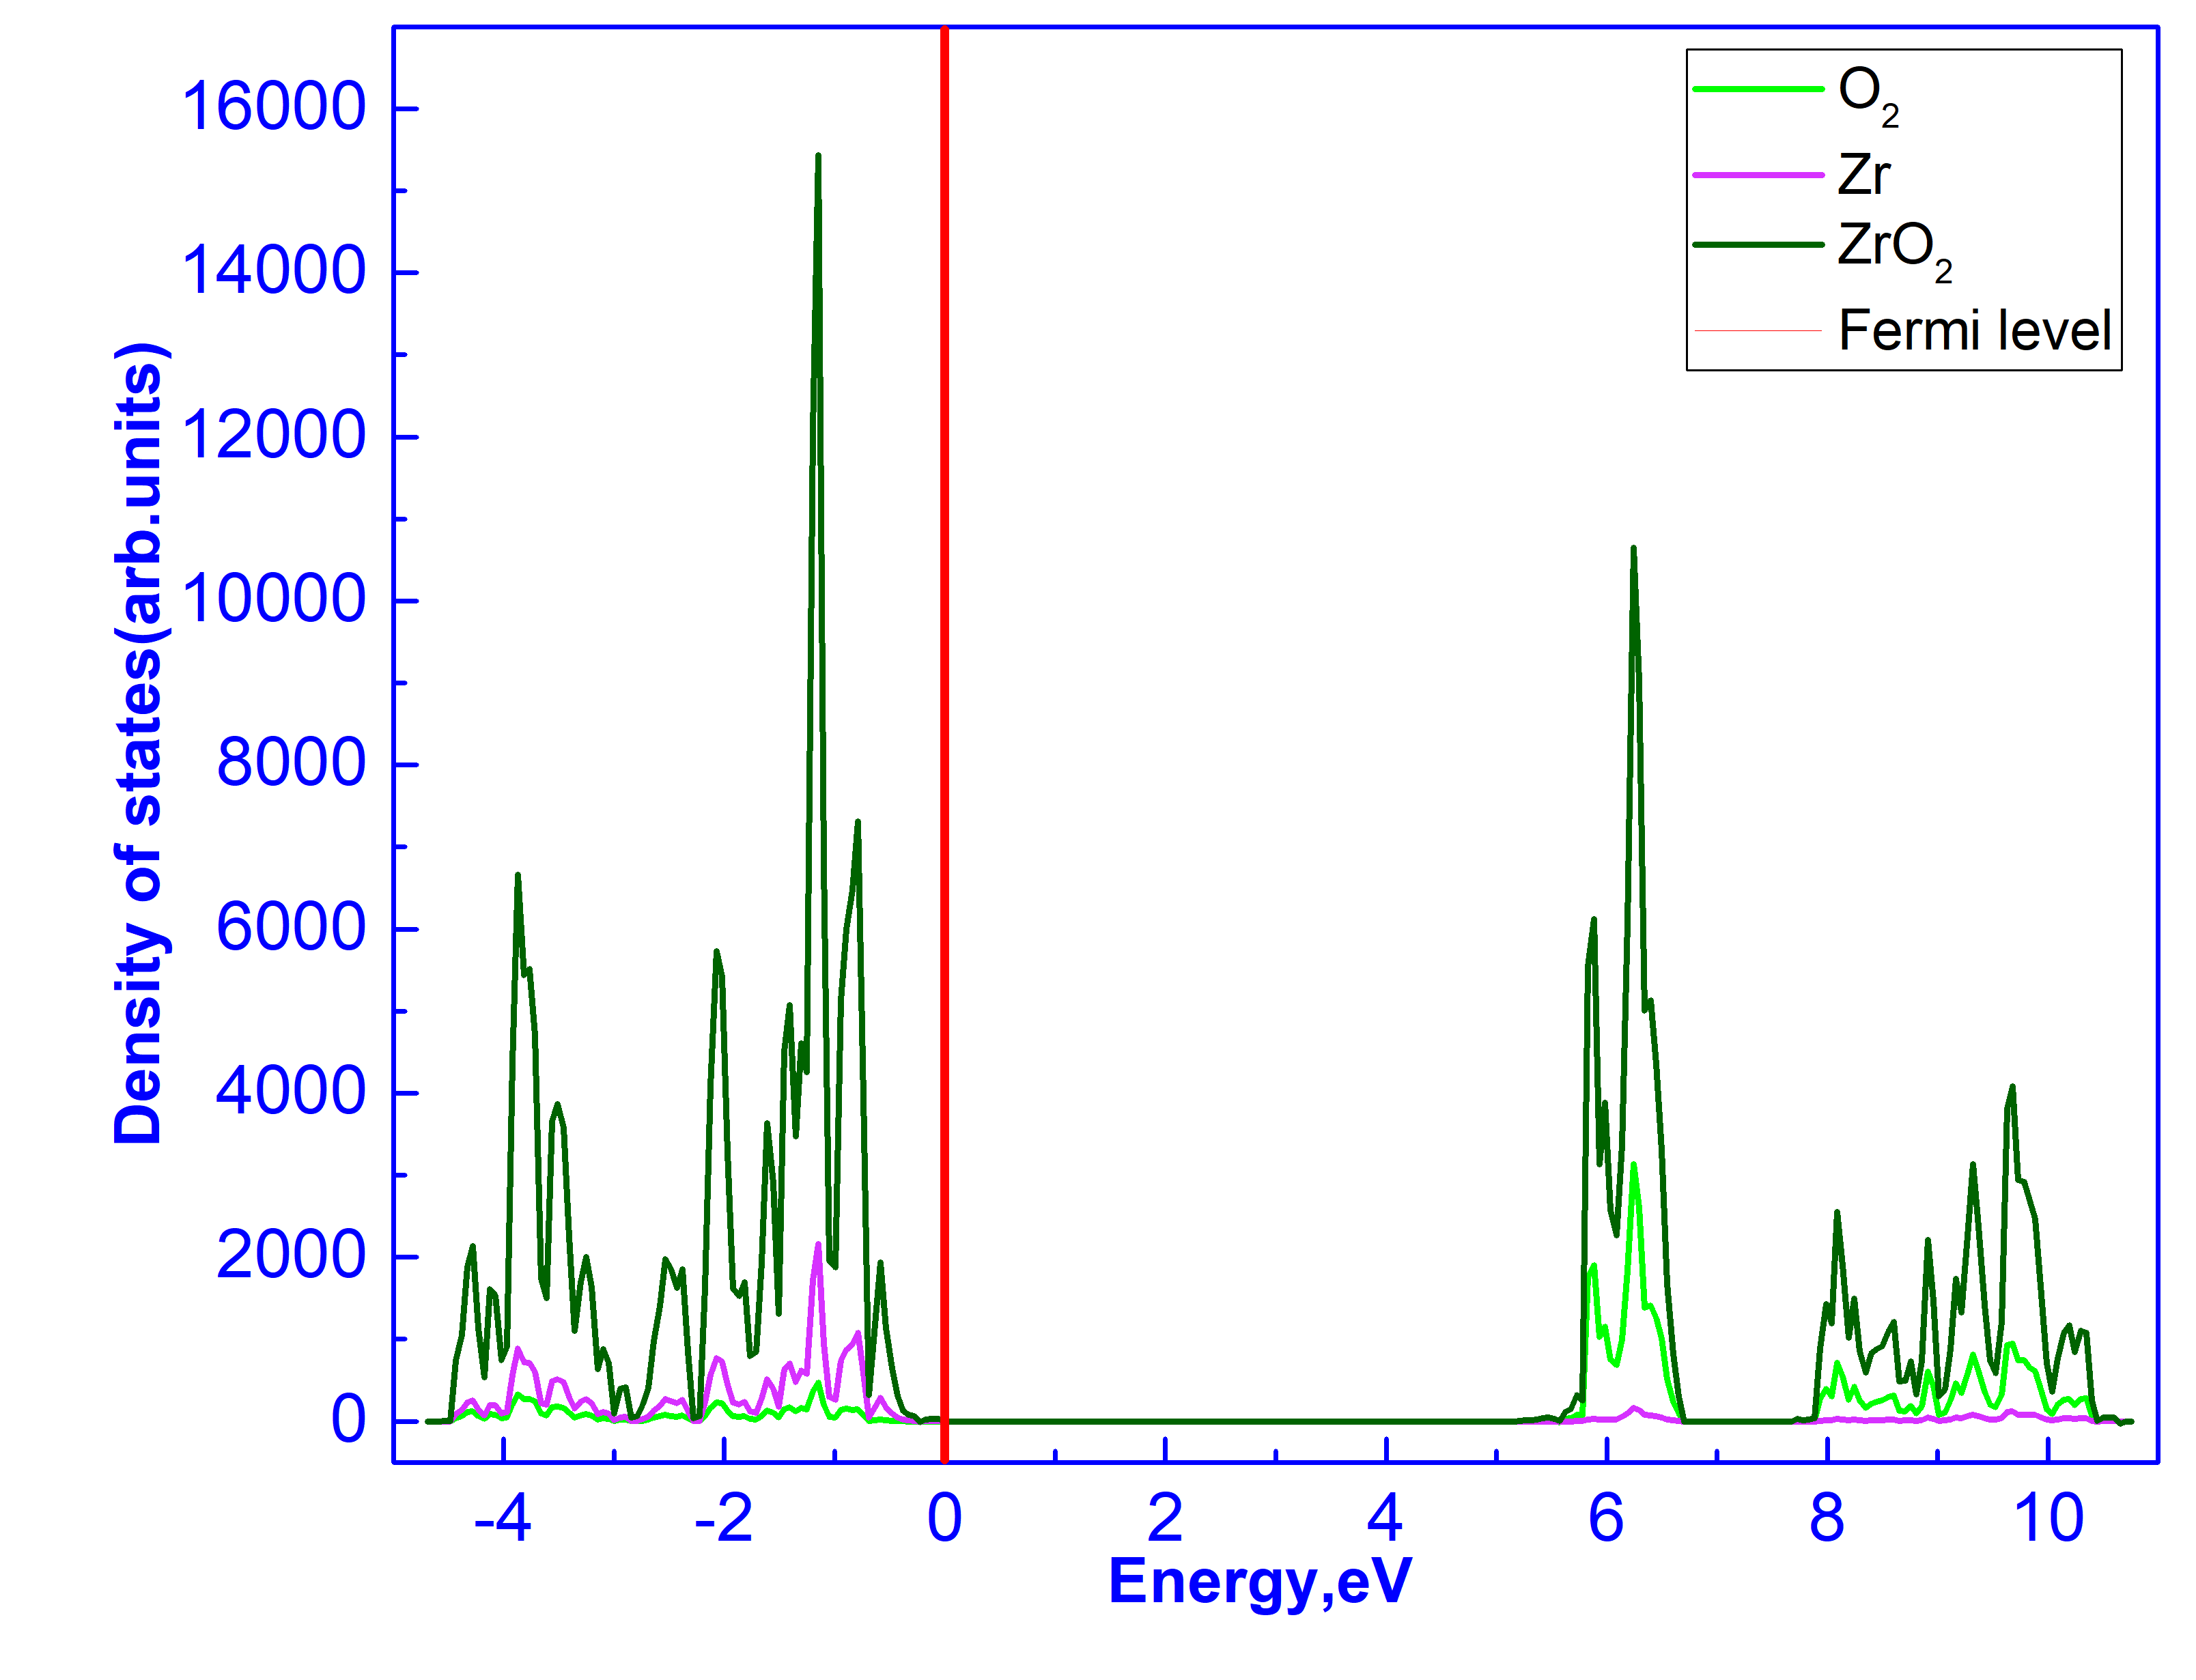 16000
14000
12000
10000
8000
6000
4000
2000
0
Density of states(arb.units)
-4 -2 0 2 4 6 8 10
Energy,eV
O2
Zr
ZrO2
Fermi level